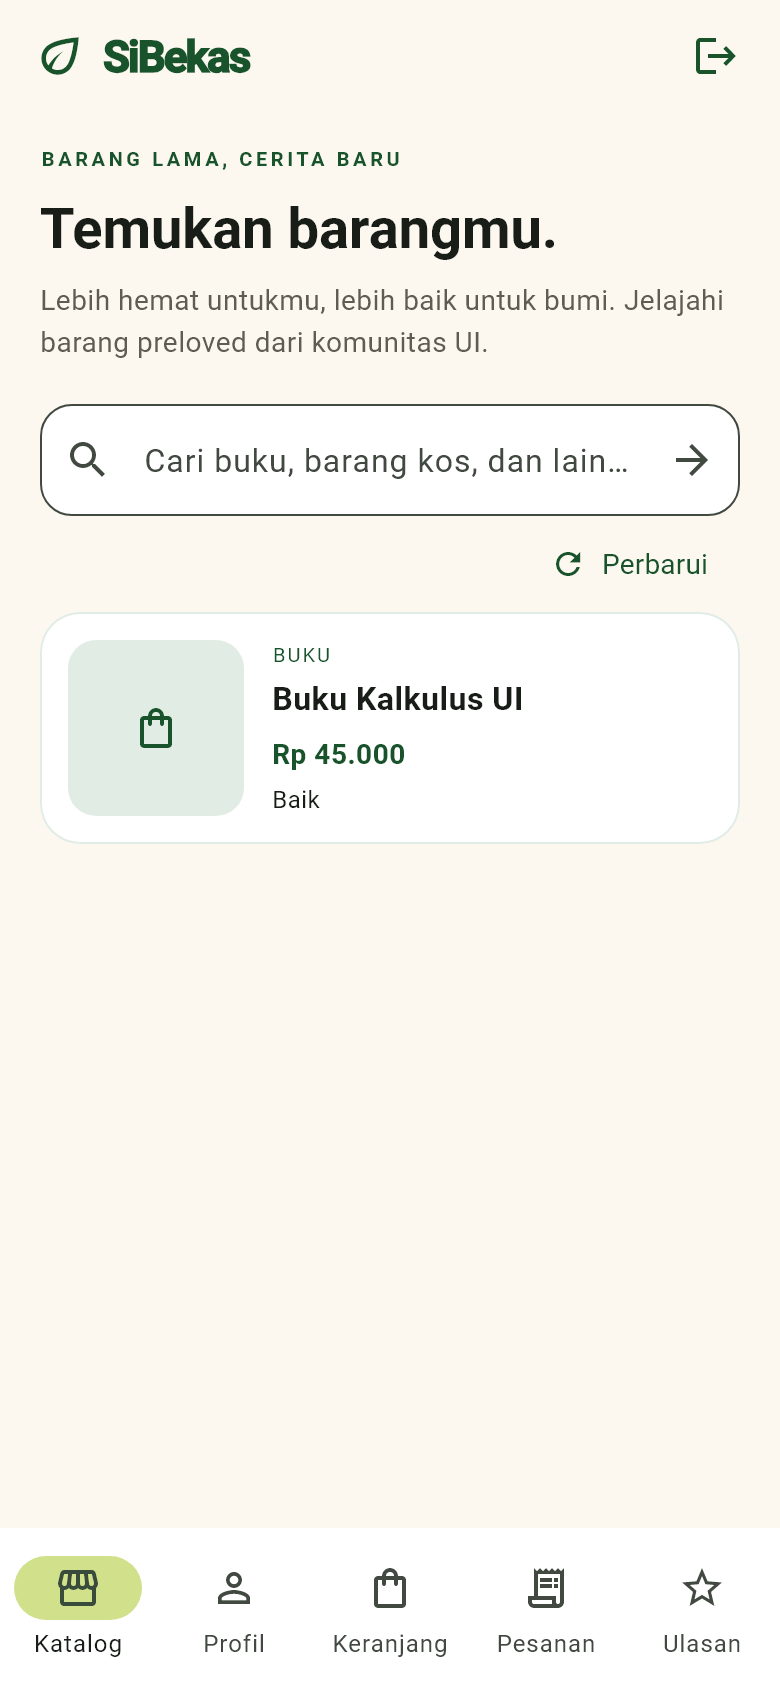 SiBekas
BARANG LAMA, CERITA BARU
Temukan barangmu.
Lebih hemat untukmu, lebih baik untuk bumi. Jelajahi
barang preloved dari komunitas UI.
Cari buku, barang kos, dan lain…
Perbarui
BUKU
Buku Kalkulus UI
Rp 45.000
Baik
Katalog
Profil
Keranjang
Pesanan
Ulasan